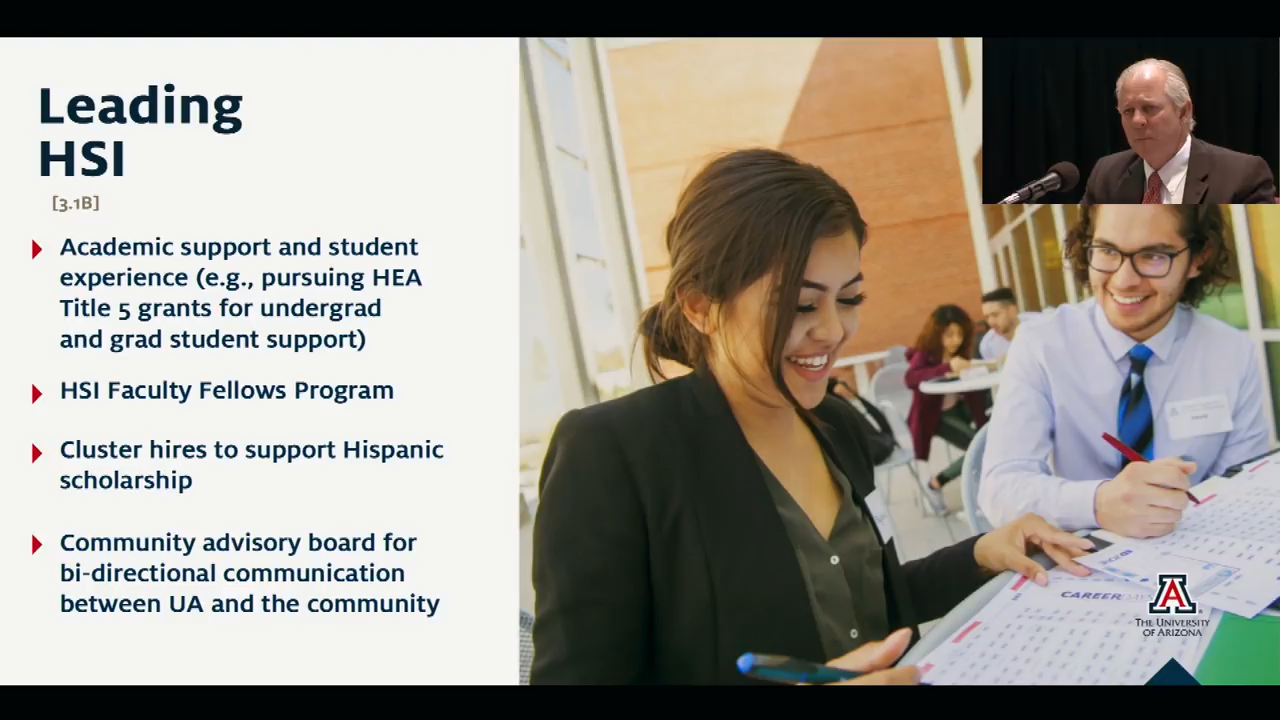 Leading
HSI
[3.1B]
Academic support and student
experience (e.g., pursuing HEA
Title 5 grants for undergrad
and grad student support)
HSI Faculty Fellows Program
Cluster hires to support Hispanic
scholarship
Community advisory board for
bi-directional communication
between UA and the community
CAREER
A
THE UNIVERSITY
OF ARIZONA